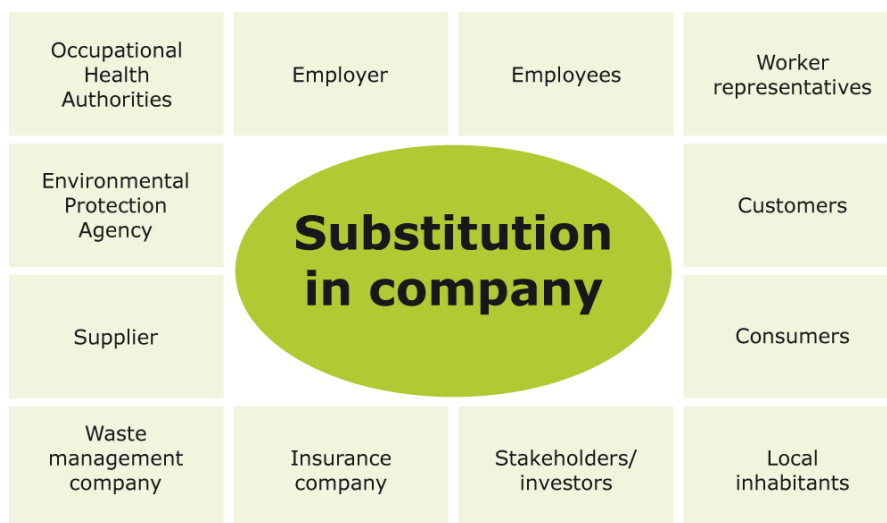 Occupational
Health
Authorities
Employer
Employees
Worker
representatives
Environmental
Protection
Agency
Substitution
in company
Customers
Supplier
Consumers
Waste
management
company
Insurance
company
Stakeholders/
investors
Local
inhabitants